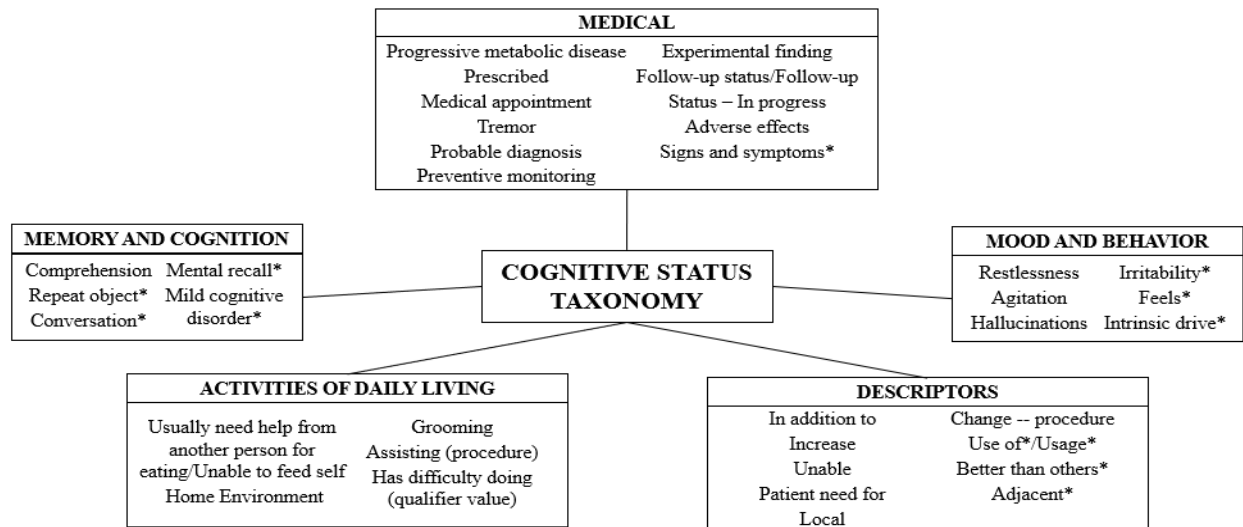 MEDICAL
Progressive metabolic disease
Prescribed
Medical appointment
Tremor
Probable diagnosis
Preventive monitoring
Experimental finding
Follow-up status/Follow-up
Status – In progress
Adverse effects
Signs and symptoms*
MEMORY AND COGNITION
Comprehension
Repeat object*
Conversation*
Mental recall*
Mild cognitive
disorder*
COGNITIVE STATUS
TAXONOMY
MOOD AND BEHAVIOR
Restlessness
Agitation
Hallucinations
Irritability*
Feels*
Intrinsic drive*
ACTIVITIES OF DAILY LIVING
Usually need help from
another person for
eating/Unable to feed self
Home Environment
Grooming
Assisting (procedure)
Has difficulty doing
(qualifier value)
DESCRIPTORS
In addition to
Increase
Unable
Patient need for
Local
Change -- procedure
Use of*/Usage*
Better than others*
Adjacent*